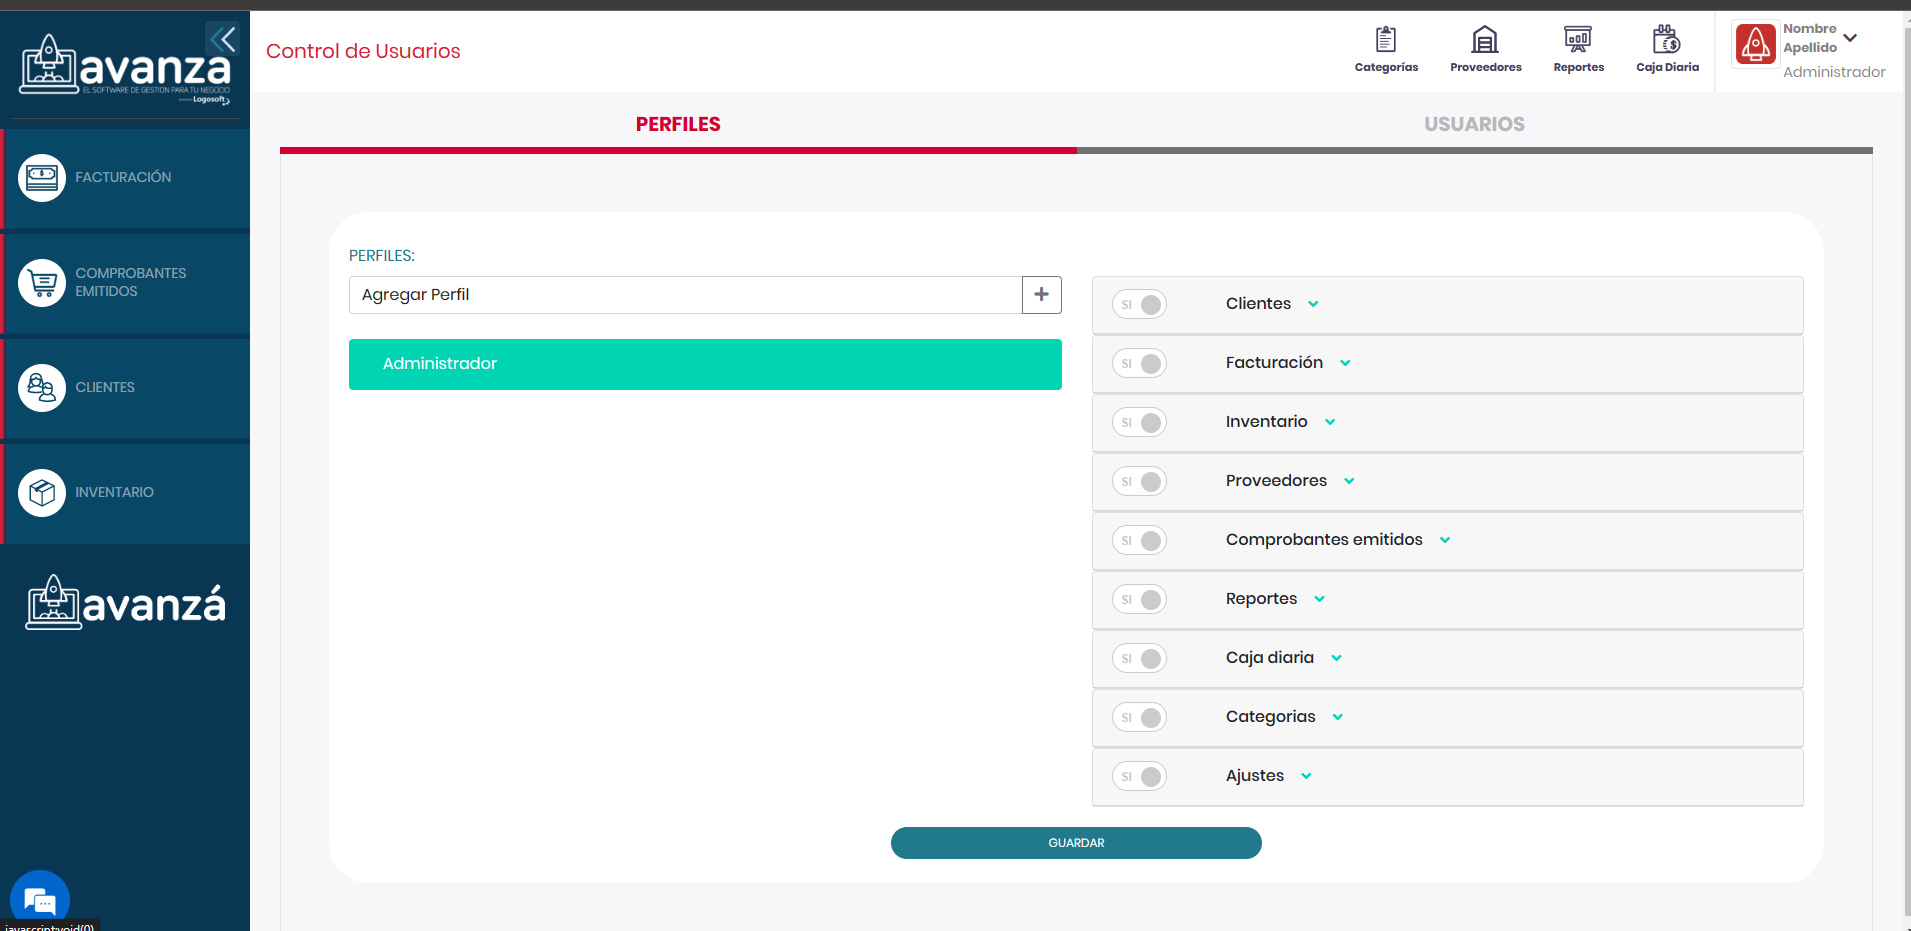 avanza
EL SOFTWARE DE GESTION PARA TU NEGOCIO
Logosoft
Control de Usuarios
Categorías
Proveedores
Reportes
Caja Diaria
Nombre
Apellido
Administrador
FACTURACIÓN
COMPROBANTES
EMITIDOS
CLIENTES
INVENTARIO
avanzá
PERFILES
USUARIOS
PERFILES:
Agregar Perfil
Administrador
SI Clientes
SI Facturación
SI Inventario
SI Proveedores
SI Comprobantes emitidos
SI Reportes
SI Caja diaria
SI Categorias
SI Ajustes
GUARDAR
javascript:void(0)